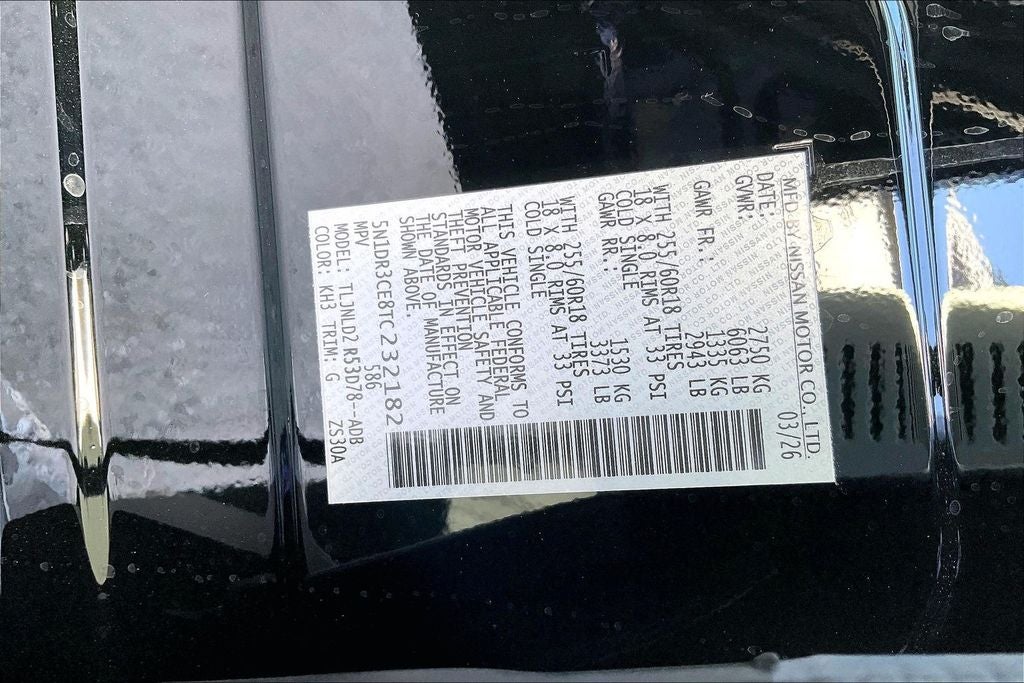 MFD BY NISSAN MOTOR CO., LTD.
DATE: 03/26
GVWR: 2750 KG
6063 LB
GAWR FR.: 1335 KG
2943 LB
WITH 255/60R18 TIRES
18 X 8.0 RIMS AT 33 PSI
COLD SINGLE
GAWR RR.: 1530 KG
3373 LB
WITH 255/60R18 TIRES
18 X 8.0 RIMS AT 33 PSI
COLD SINGLE
THIS VEHICLE CONFORMS TO
ALL APPLICABLE FEDERAL
MOTOR VEHICLE SAFETY AND
THEFT PREVENTION
STANDARDS IN EFFECT ON
THE DATE OF MANUFACTURE
SHOWN ABOVE.
5N1DR3CE8TC232182
MPV 586
MODEL: TLJNLD2 R53D78--ADB
COLOR: KH3 TRIM: G ZS30A